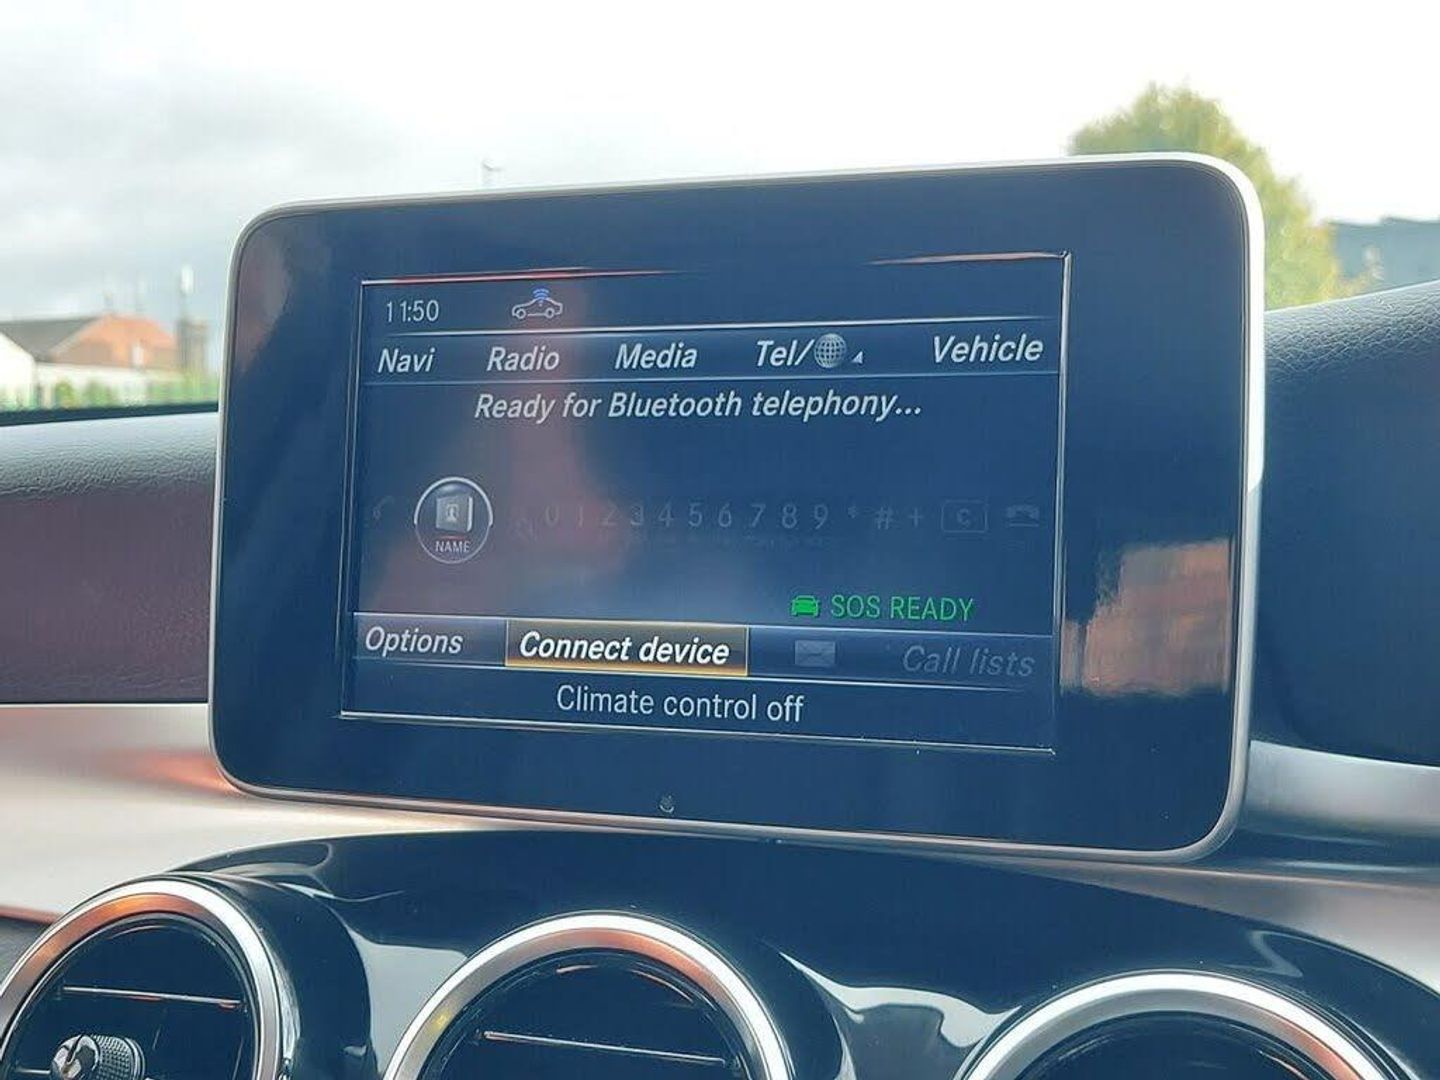 11:50
Navi Radio Media Tel/ Vehicle
Ready for Bluetooth telephony...
NAME 0 1 2 3 4 5 6 7 8 9 * # + C
SOS READY
Options Connect device Call lists
Climate control off